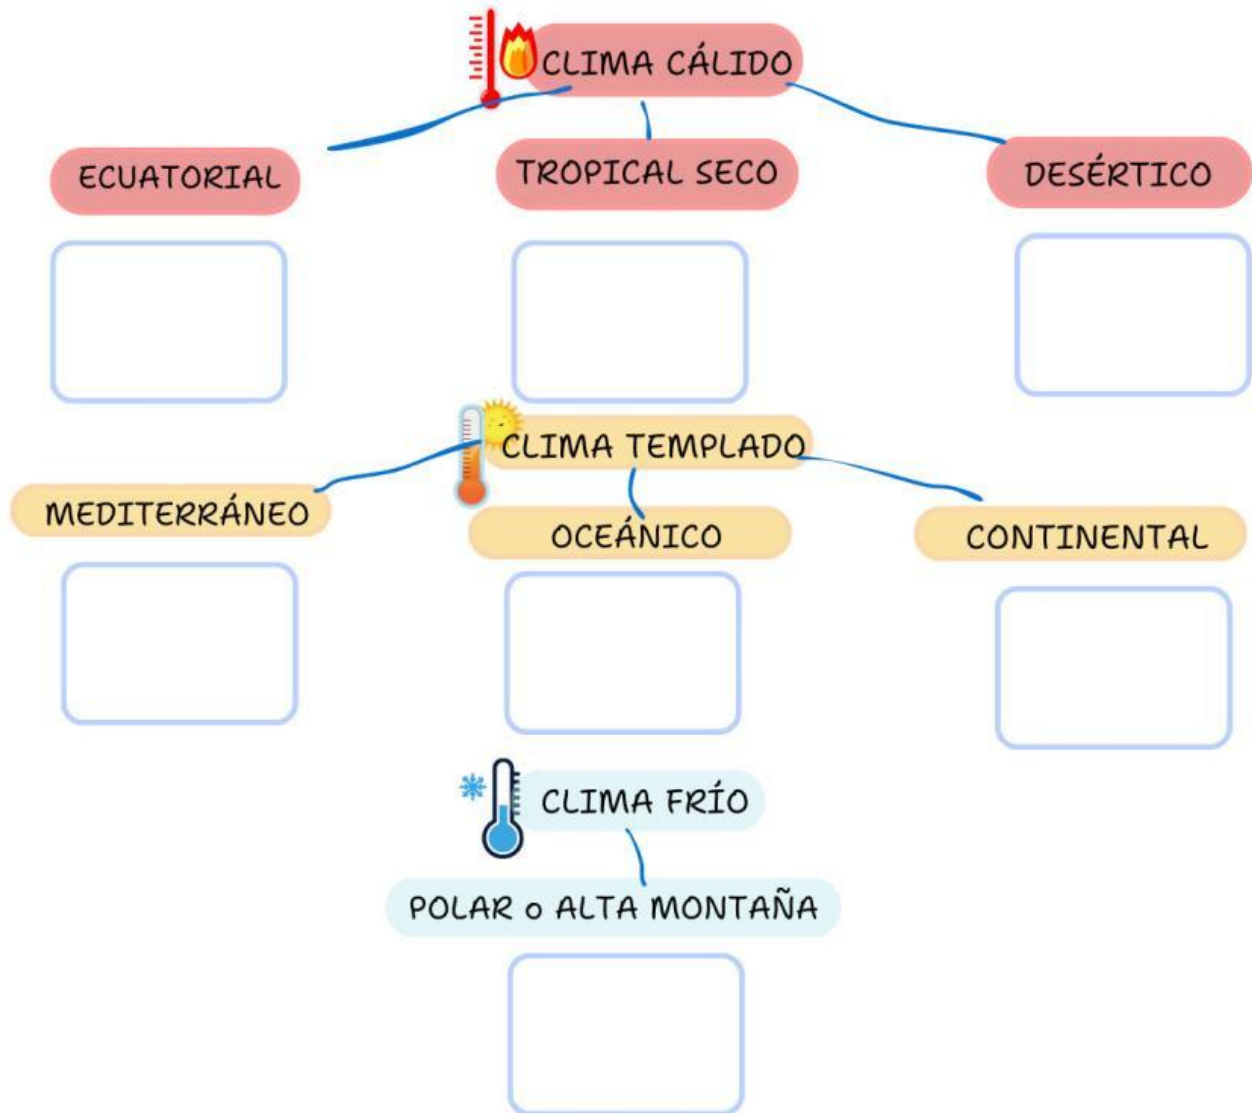 CLIMA CÁLIDO
ECUATORIAL
TROPICAL SECO
DESÉRTICO
CLIMA TEMPLADO
MEDITERRÁNEO
OCEÁNICO
CONTINENTAL
CLIMA FRÍO
POLAR o ALTA MONTAÑA